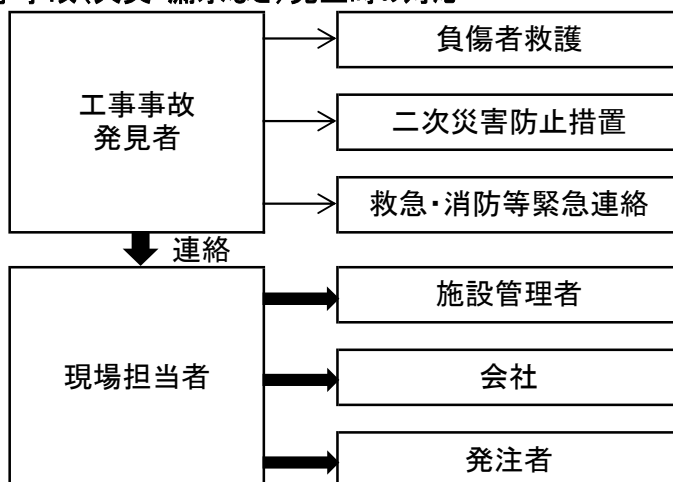 工事事故
発見者
負傷者救護
二次災害防止措置
救急・消防等緊急連絡
連絡
現場担当者
施設管理者
会社
発注者